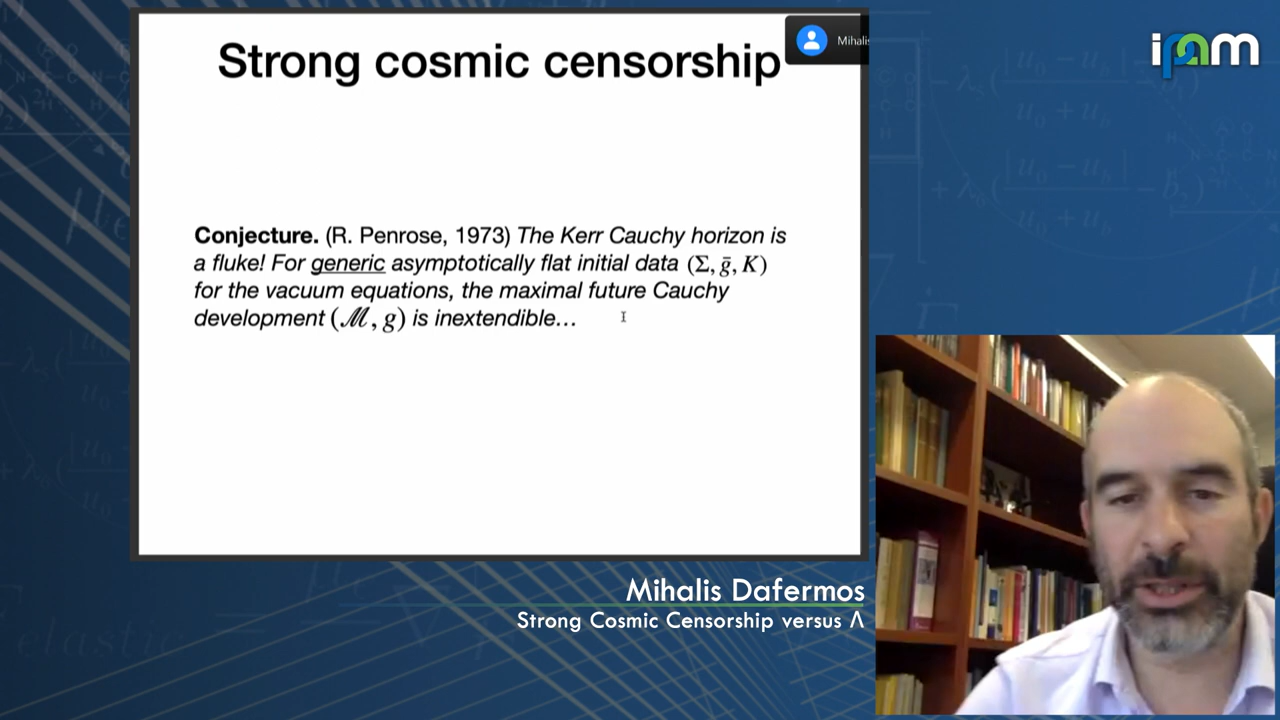 Strong cosmic censorship
Mihalis
ipam
Conjecture. (R. Penrose, 1973) The Kerr Cauchy horizon is
a fluke! For generic asymptotically flat initial data (Σ, ḡ, K)
for the vacuum equations, the maximal future Cauchy
development (ℳ, g) is inextendible…
Mihalis Dafermos
Strong Cosmic Censorship versus Λ
elastic